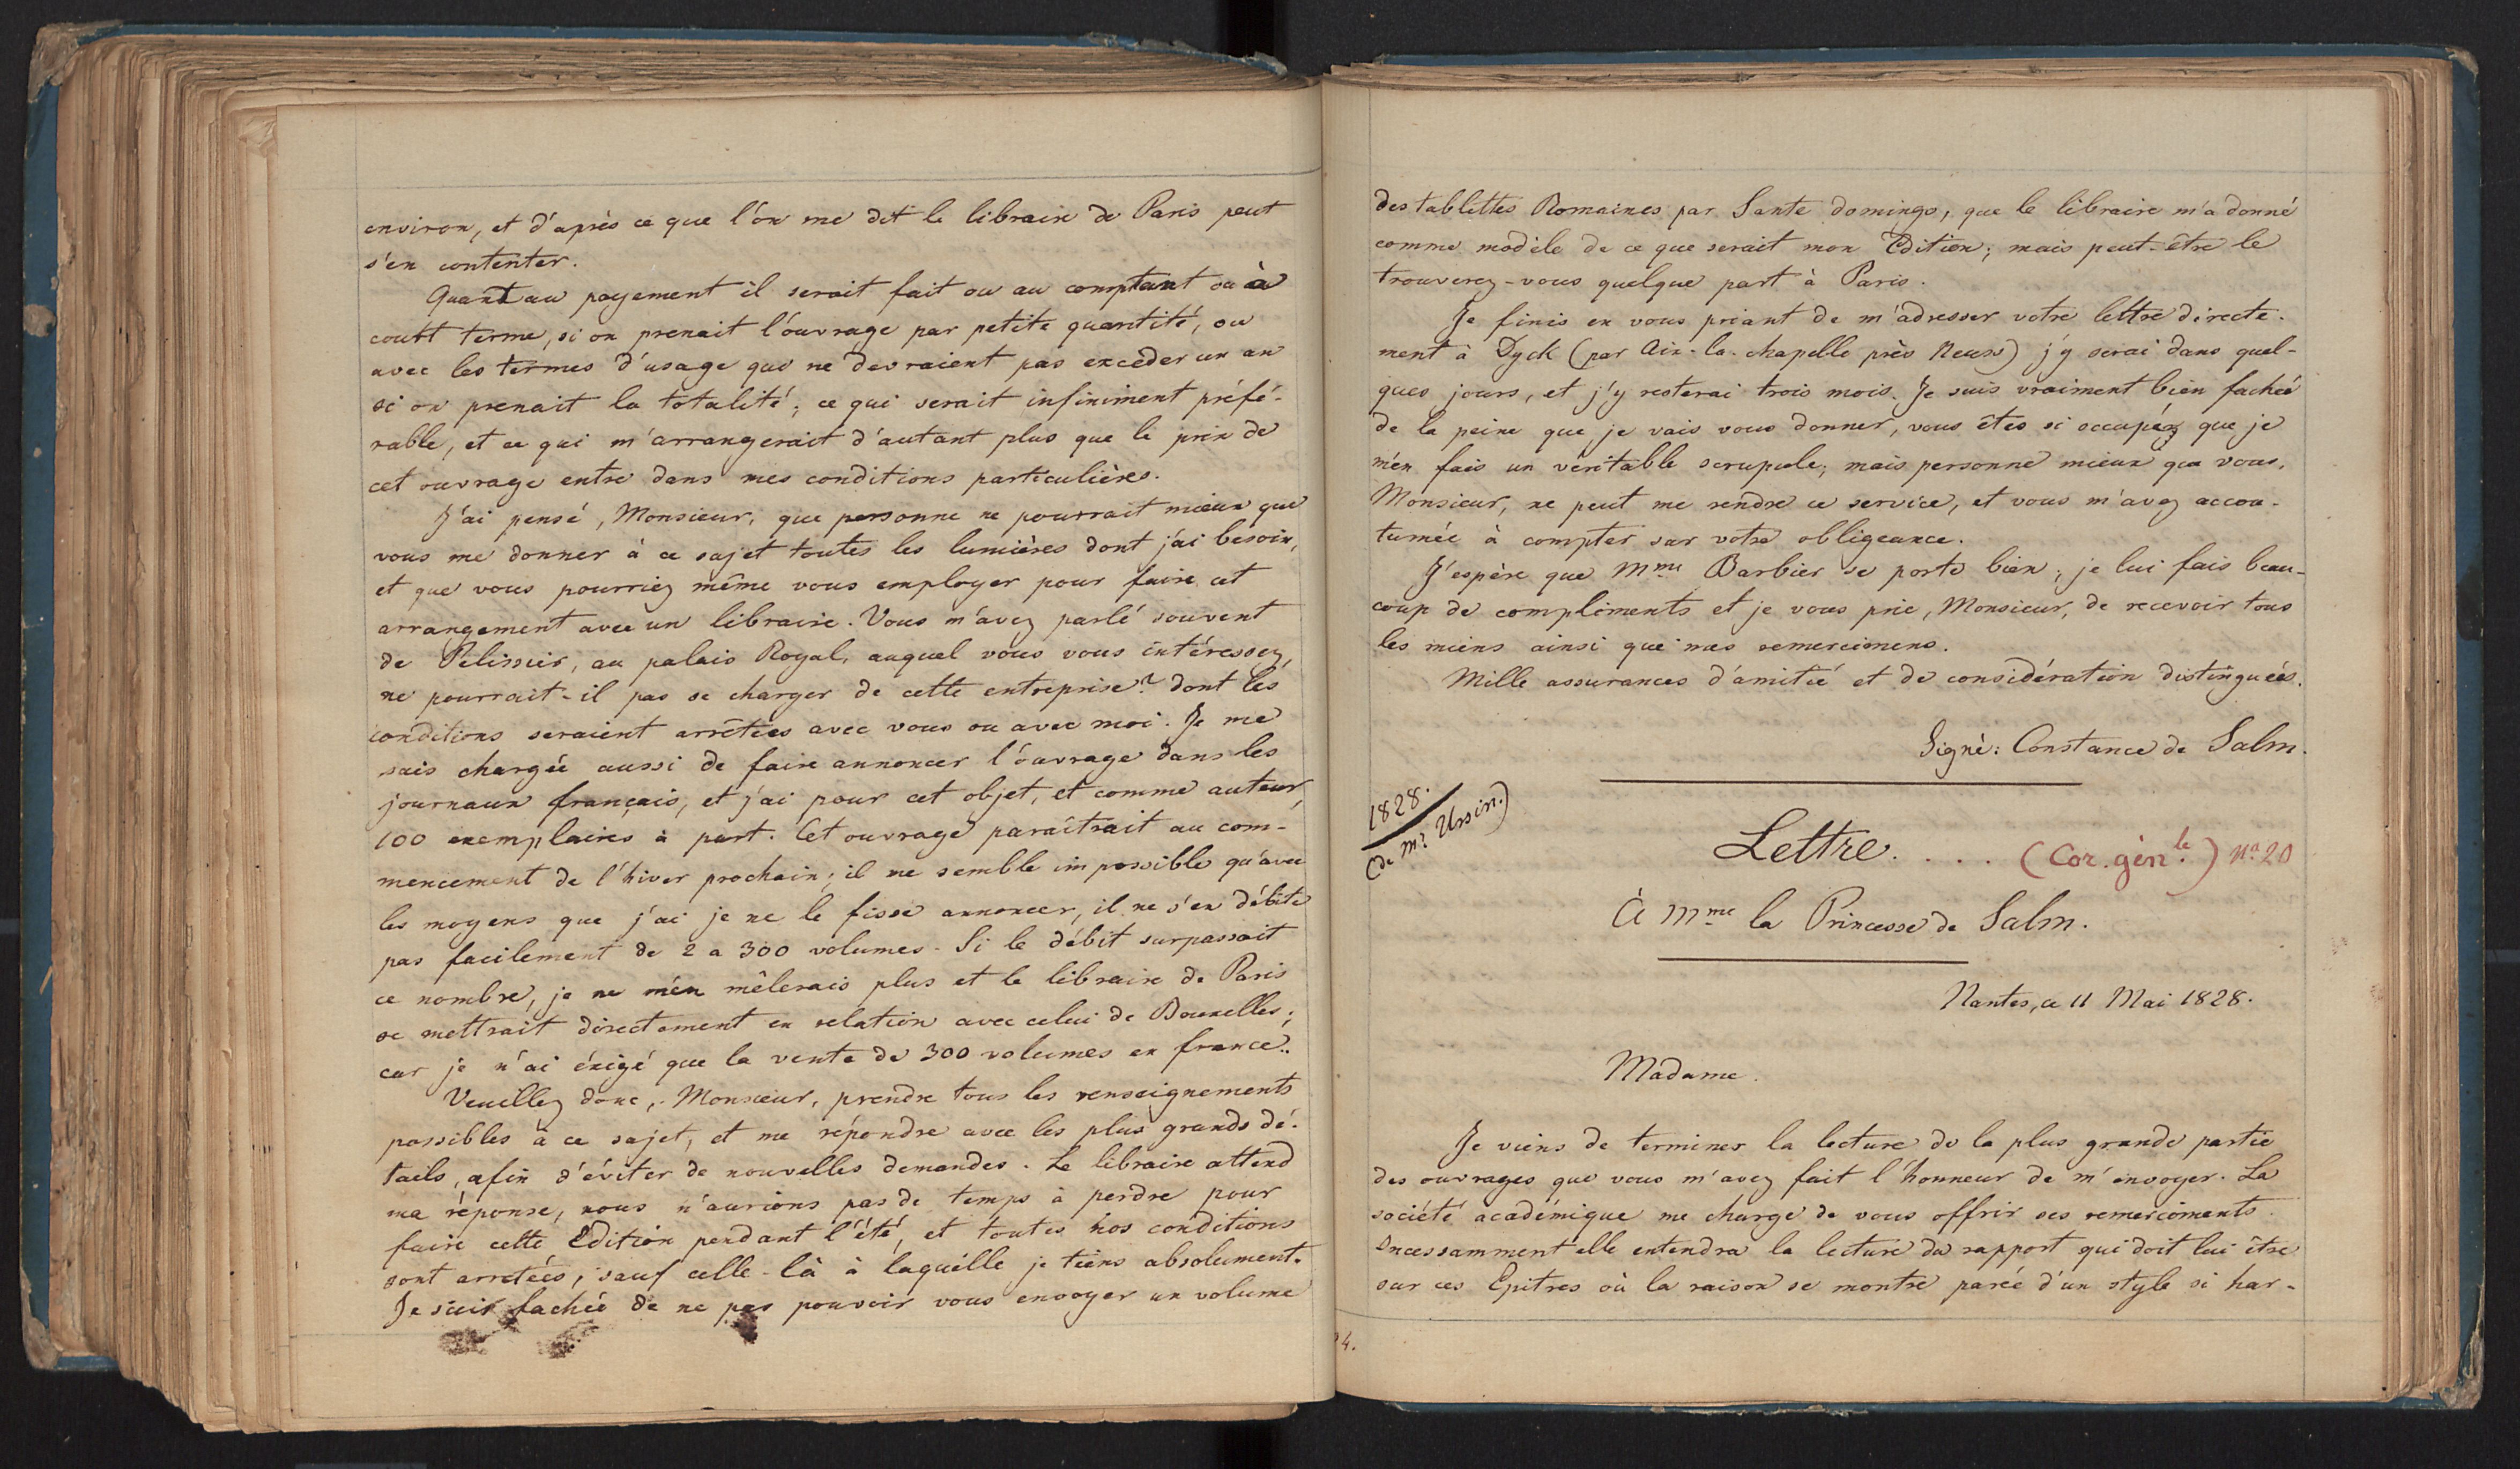 environ, et d'après ce que l'on me dit le libraire de Paris peut
s'en contenter.
Quant au payement il serait fait ou au comptant ou à
court terme, si on prenait l'ouvrage par petite quantité, ou
avec les termes d'usage qui ne devraient pas excéder un an
si on prenait la totalité; ce qui serait infiniment préfé-
rable, et ce qui m'arrangerait d'autant plus que le prix de
cet ouvrage entre dans mes conditions particulières.
J'ai pensé, Monsieur, que personne ne pourrait mieux que
vous me donner à ce sujet toutes les lumières dont j'ai besoin,
et que vous pourriez même vous employer pour faire cet
arrangement avec un libraire. Vous m'avez parlé souvent
de Pélissier, au palais Royal, auquel vous vous intéressez,
ne pourrait-il pas se charger de cette entreprise? dont les
conditions seraient arrêtées avec vous ou avec moi. Je me
suis chargée aussi de faire annoncer l'ouvrage dans les
journaux français, et j'ai pour cet objet, et comme auteur,
100 exemplaires à part. Cet ouvrage paraîtrait au com-
mencement de l'hiver prochain; il me semble impossible qu'avec
les moyens que j'ai je ne le fisse annoncer, il ne s'en débite
pas facilement de 2 a 300 volumes. Si le débit surpassait
ce nombre, je ne m'en mêlerais plus et le libraire de Paris
se mettrait directement en relation avec celui de Bruxelles;
car je n'ai éxigé que la vente de 300 volumes en france.
Veuillez donc, Monsieur, prendre tous les renseignements
possibles à ce sujet, et me répondre avec les plus grands dé-
tails, afin d'éviter de nouvelles demandes. Le libraire attend
ma réponse, nous n'aurions pas de temps à perdre pour
faire cette Edition pendant l'été, et toutes nos conditions
sont arretées, sauf celle-là à laquelle je tiens absolument.
Je suis fachée de ne pas pouvoir vous envoyer un volume
des tablettes Romaines par Sante domingo, que le libraire m'a donné
comme modèle de ce que serait mon Edition; mais peut-être le
trouverez-vous quelque part à Paris.
Je finis en vous priant de m'adresser votre lettre directe-
ment à Dyck (par Aix-la-chapelle près Neuss) j'y serai dans quel-
ques jours, et j'y resterai trois mois. Je suis vraiment bien fachée
de la peine que je vais vous donner, vous êtes si occupéz que je
m'en fais un véritable scrupule; mais personne mieux que vous,
Monsieur, ne peut me rendre ce service, et vous m'avez accou-
tumée à compter sur votre obligeance.
J'espère que Mme Barbier se porte bien; je lui fais beau-
coup de compliments et je vous prie, Monsieur, de recevoir tous
les miens ainsi que mes remercimens.
Mille assurances d'amitié et de considération distinguées.
Signé: Constance de Salm.
1828.
(de Mr. Ursin.)
Lettre. . . . (Cor. génle.) No. 20
À Mme la Princesse de Salm.
Nantes, ce 11 Mai 1828.
Madame.
Je viens de terminer la lecture de la plus grande partie
des ouvrages que vous m'avez fait l'honneur de m'envoyer. La
société académique me charge de vous offrir ses remerciments.
Incessamment elle entendra la lecture du rapport qui doit lui être
sur ces Epitres où la raison se montre parée d'un style si har-
4.